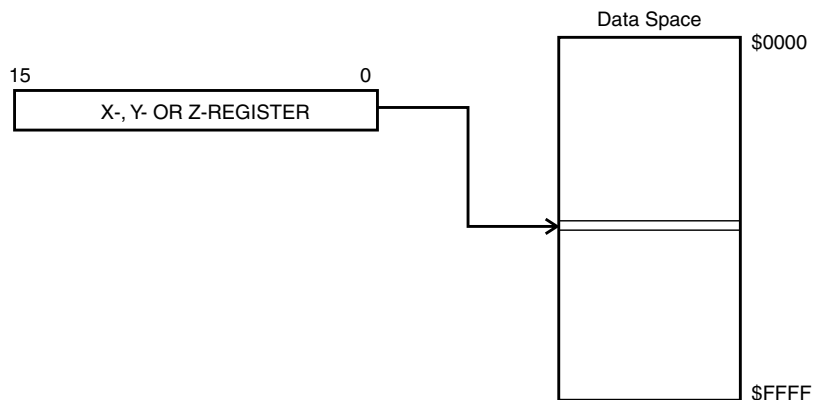 Data Space
$0000
15 0
X-, Y- OR Z-REGISTER
$FFFF